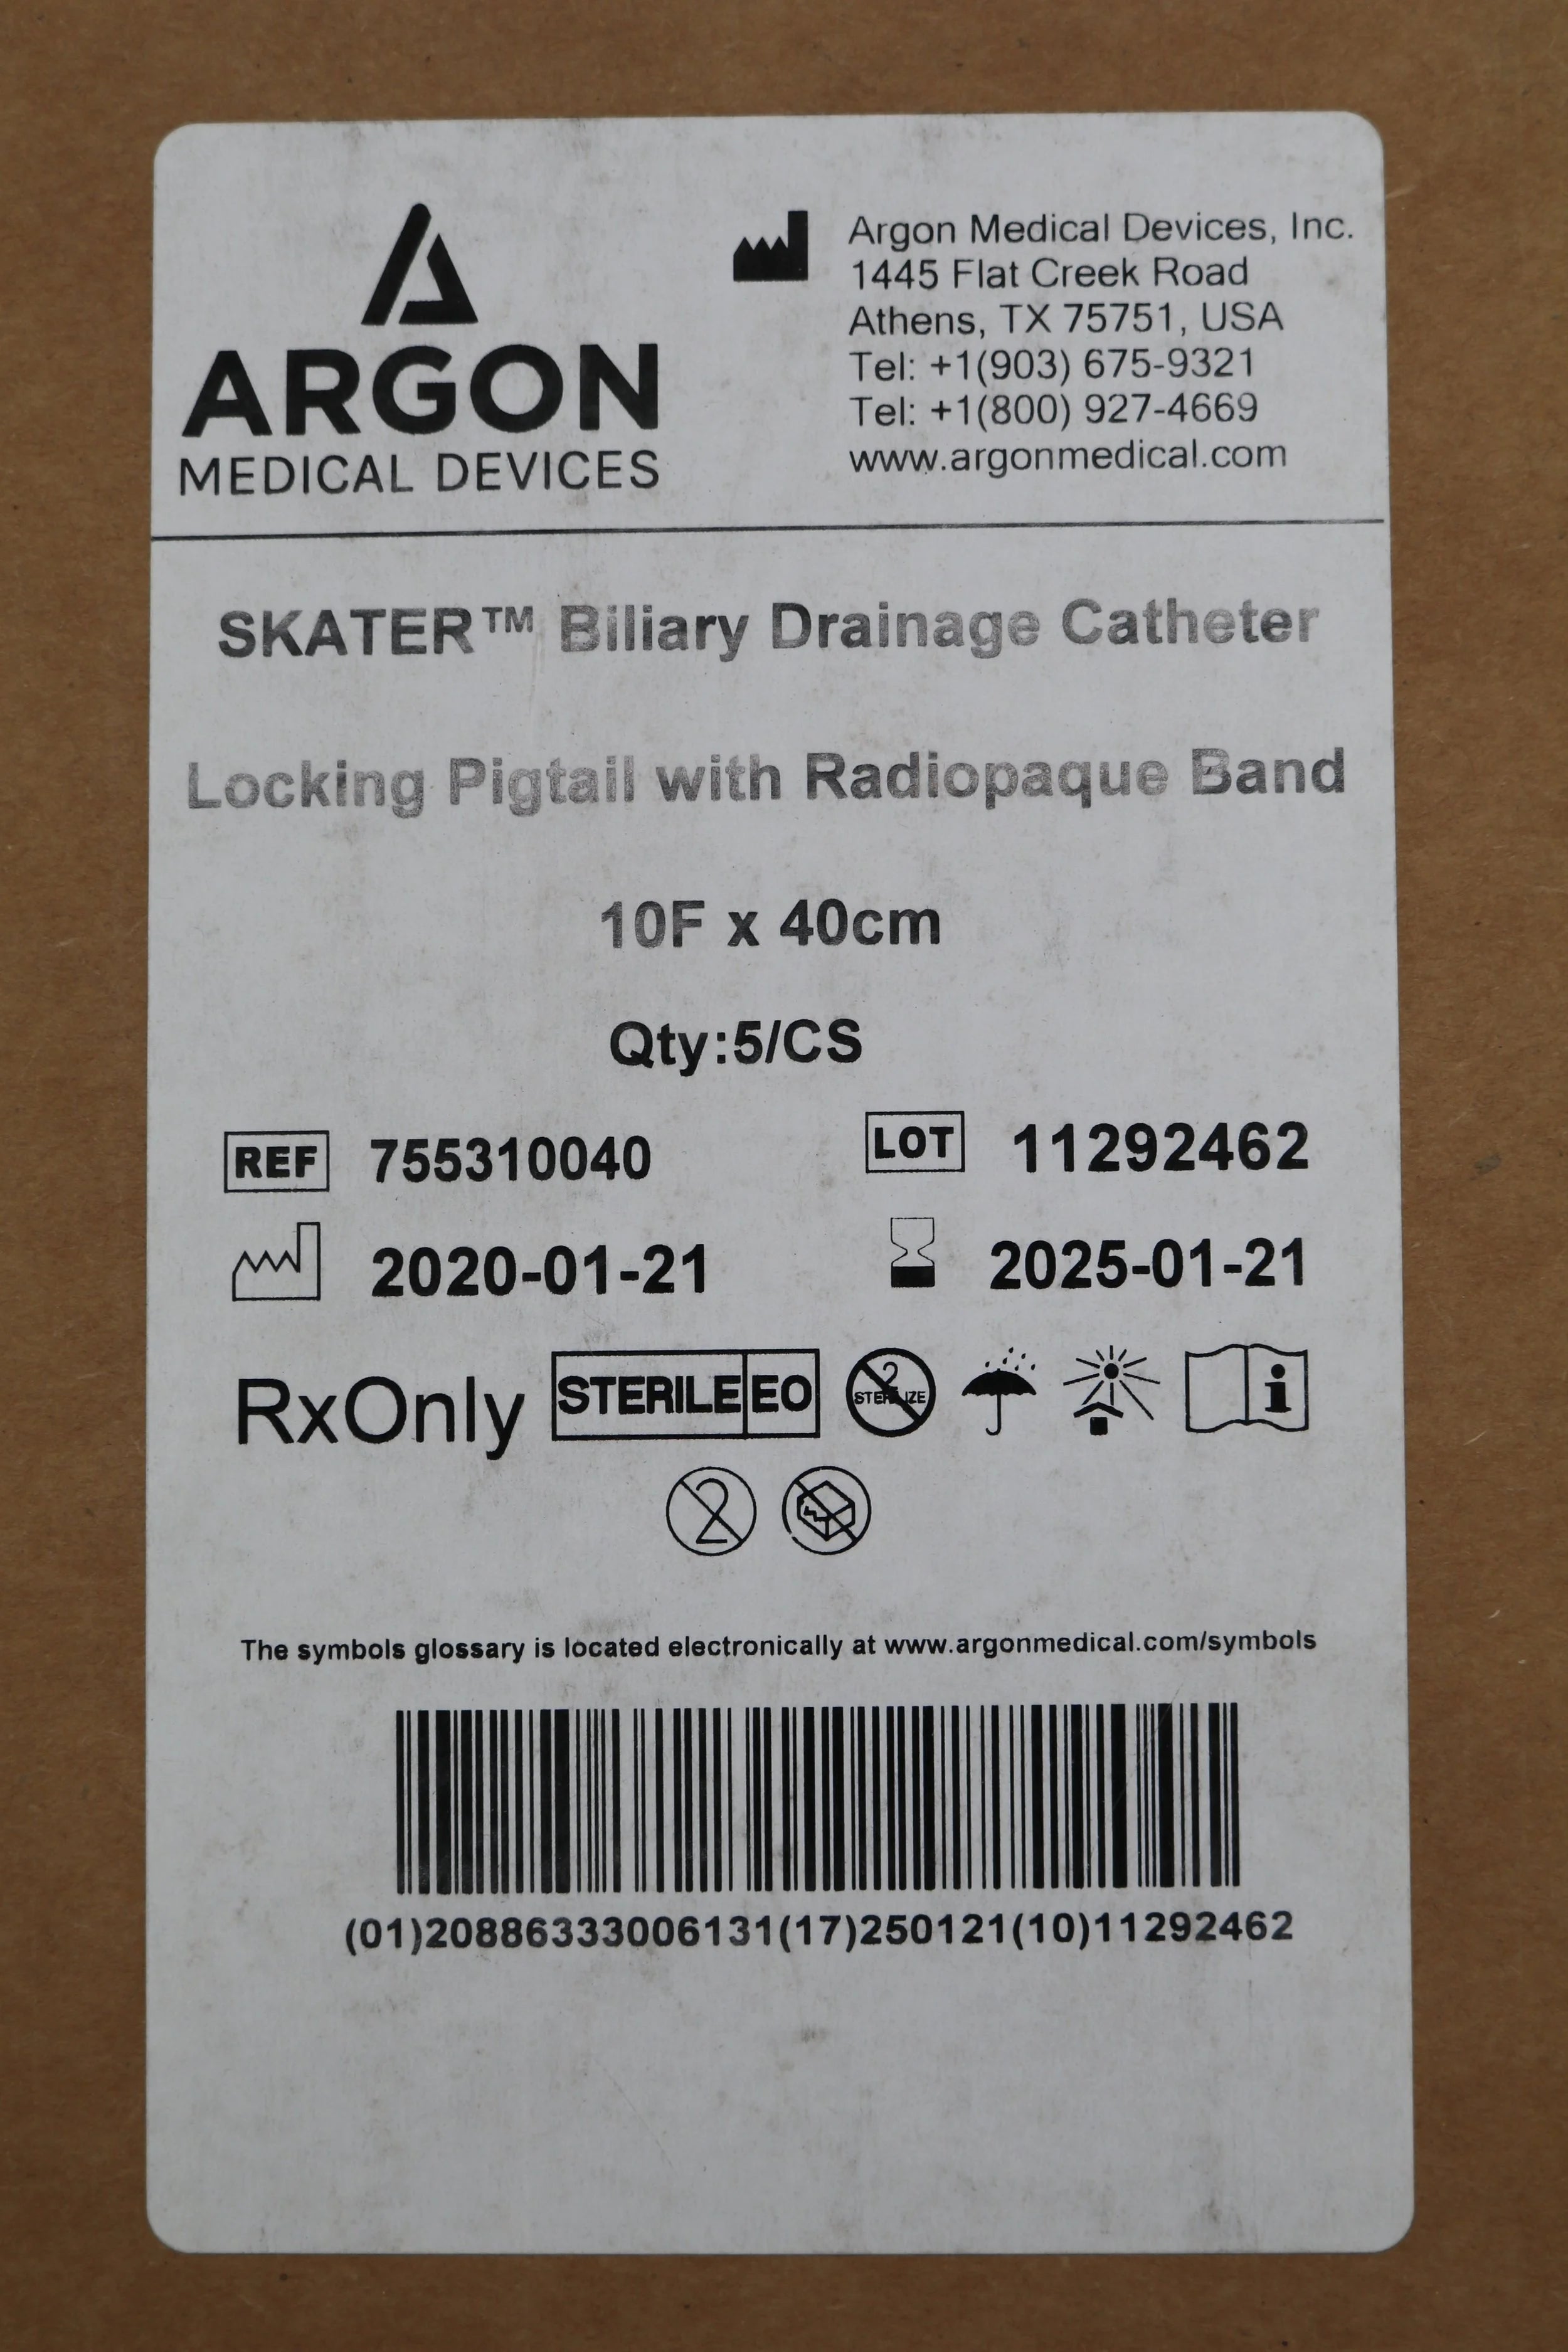 ARGON
MEDICAL DEVICES
Argon Medical Devices, Inc.
1445 Flat Creek Road
Athens, TX 75751, USA
Tel: +1(903) 675-9321
Tel: +1(800) 927-4669
www.argonmedical.com
SKATER™ Biliary Drainage Catheter
Locking Pigtail with Radiopaque Band
10F x 40cm
Qty:5/CS
REF 755310040 LOT 11292462
2020-01-21 2025-01-21
RxOnly STERILE EO 2 STERILIZE i
2
The symbols glossary is located electronically at www.argonmedical.com/symbols
(01)20886333006131(17)250121(10)11292462